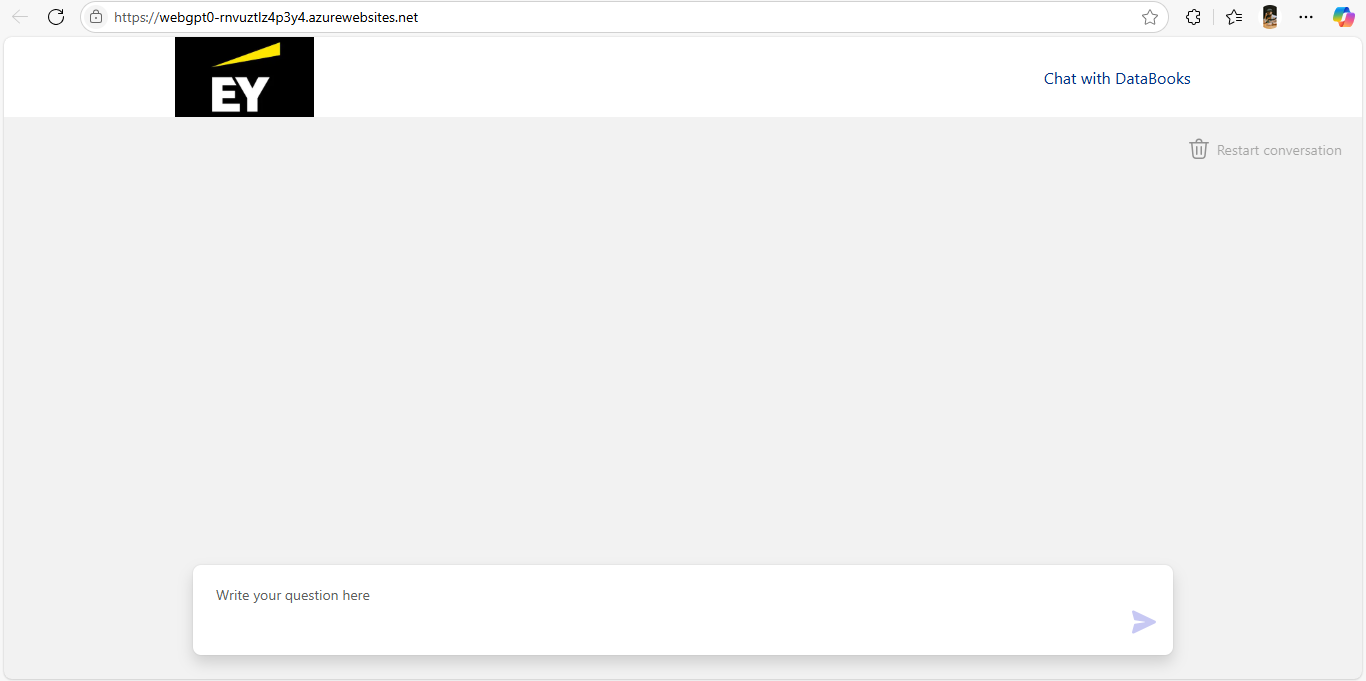 https://webgpt0-rnvuztlz4p3y4.azurewebsites.net
EY
Chat with DataBooks
Restart conversation
Write your question here